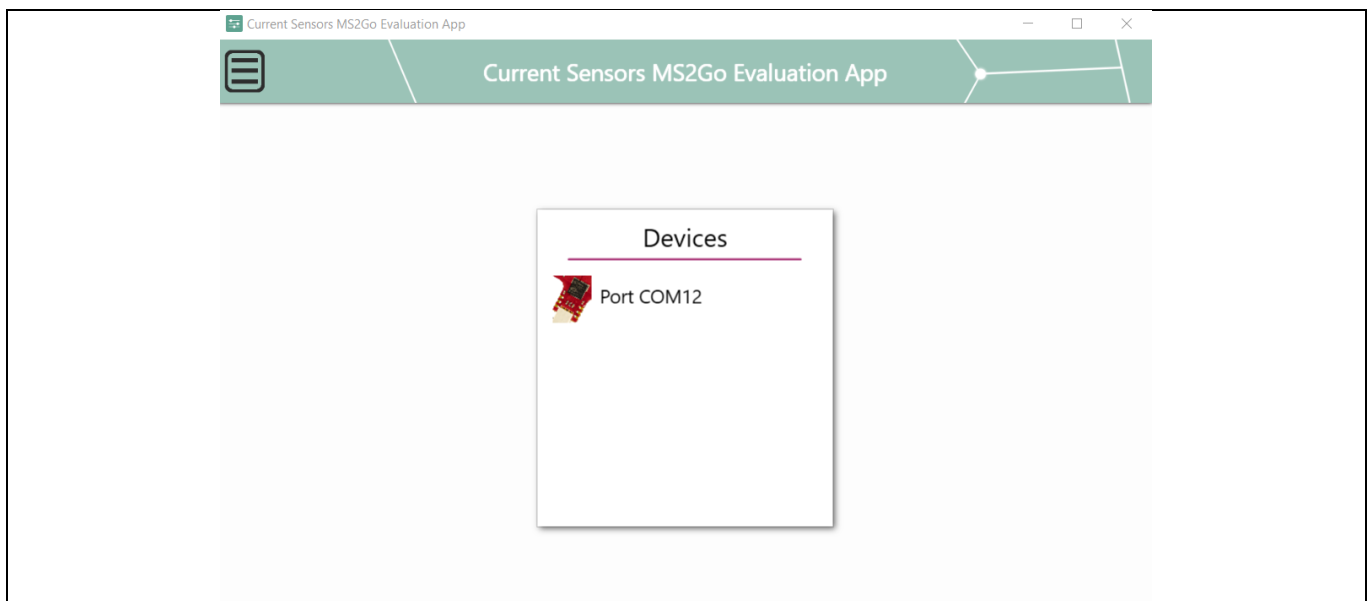 Current Sensors MS2Go Evaluation App
Current Sensors MS2Go Evaluation App
Devices
Port COM12